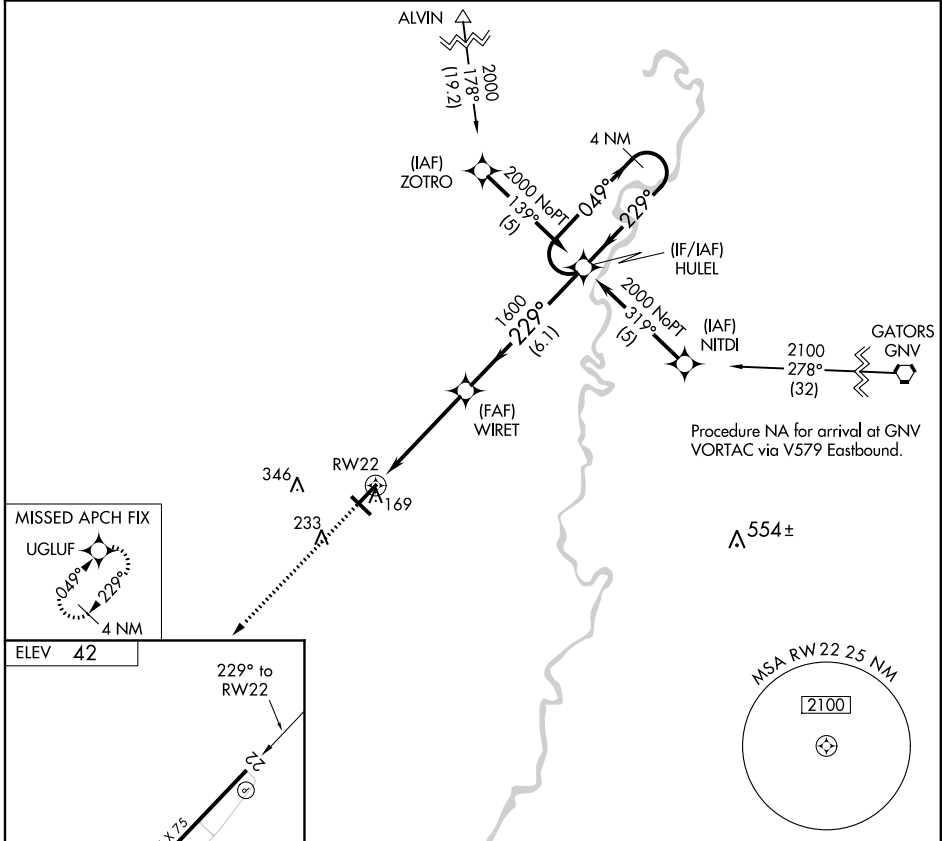 ALVIN
2000
178°
(19.2)
4 NM
(IAF)
ZOTRO
2000 NoPT
139°
(5)
049°
229°
(IF/IAF)
HULEL
2000 NoPT
319°
(5)
(IAF)
NITDI
GATORS
GNV
2100
278°
(32)
1600
229°
(6.1)
(FAF)
WIRET
Procedure NA for arrival at GNV
VORTAC via V579 Eastbound.
346
RW22
169
233
554±
MISSED APCH FIX
UGLUF
049°
229°
4 NM
ELEV 42
229° to
RW22
22
P
X 75
MSA RW 22 25 NM
2100